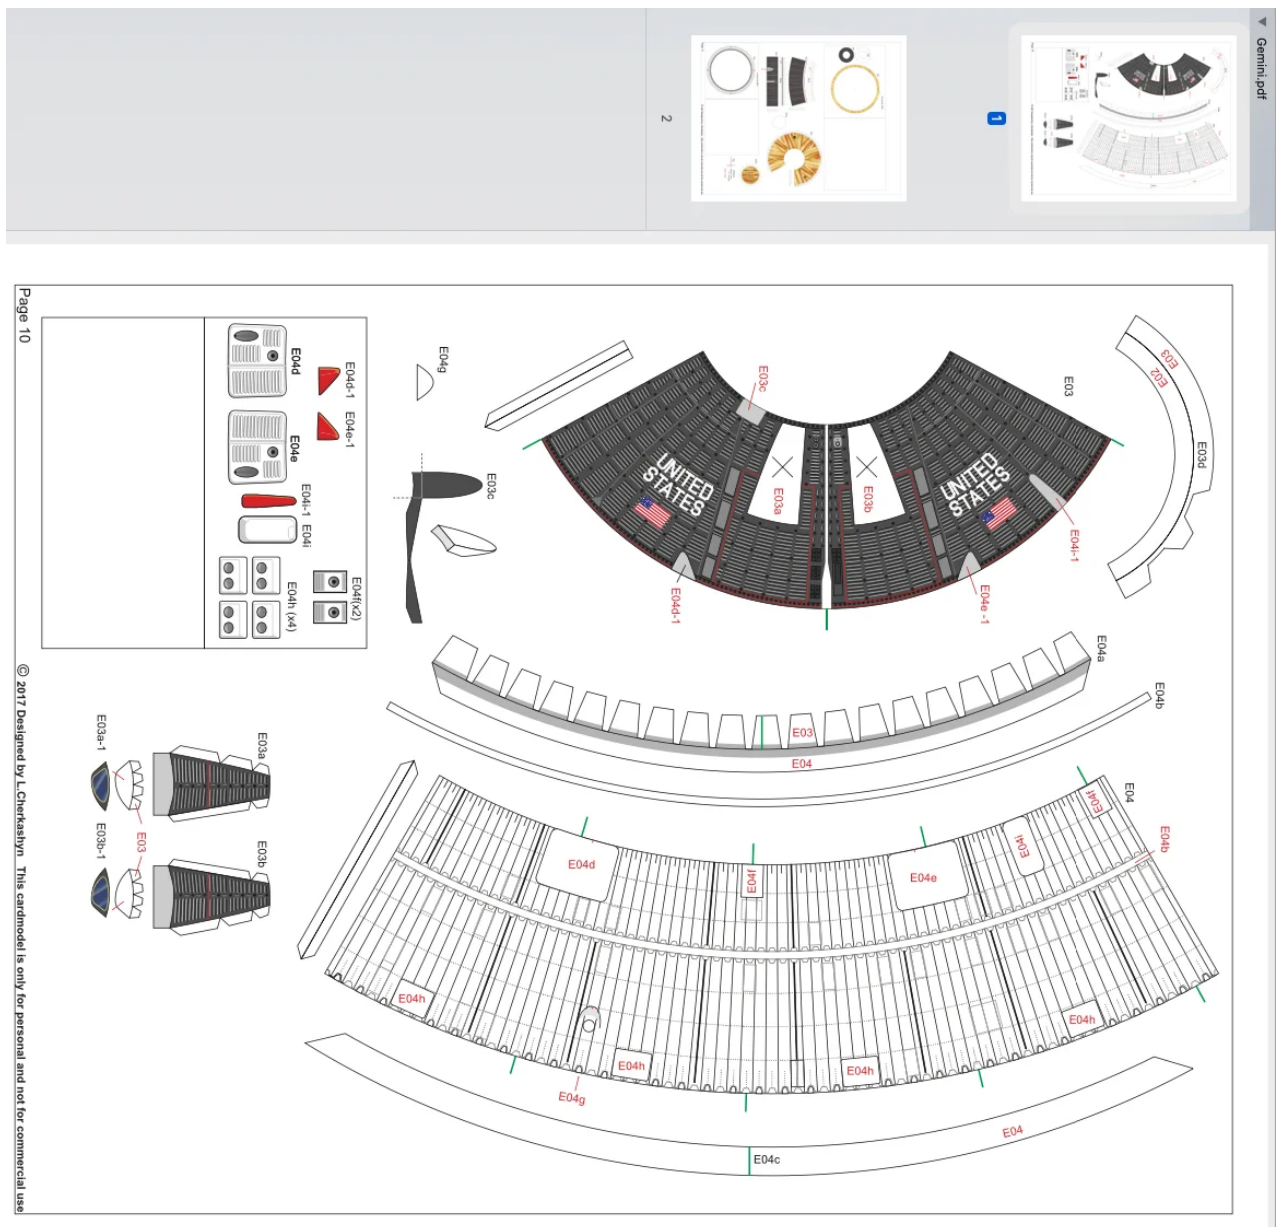 Gemini.pdf
1
2
E03
E02
E03d
E03
E03c
UNITED
STATES
E03a
E03b
UNITED
STATES
E04i-1
E04e -1
E04d-1
E04g
E03c
E04d-1
E04e-1
E04d
E04e
E04i-1
E04i
E04f(x2)
E04h (x4)
E04a
E03
E04
E04b
E04
E04f
E04i
E04b
E04d
E04f
E04e
E04h
E04h
E04h
E04h
E04g
E04
E04c
E03a
E03a-1
E03
E03b
E03b-1
Page 10
© 2017 Designed by L.Cherkashyn This cardmodel is only for personal and not for commercial use